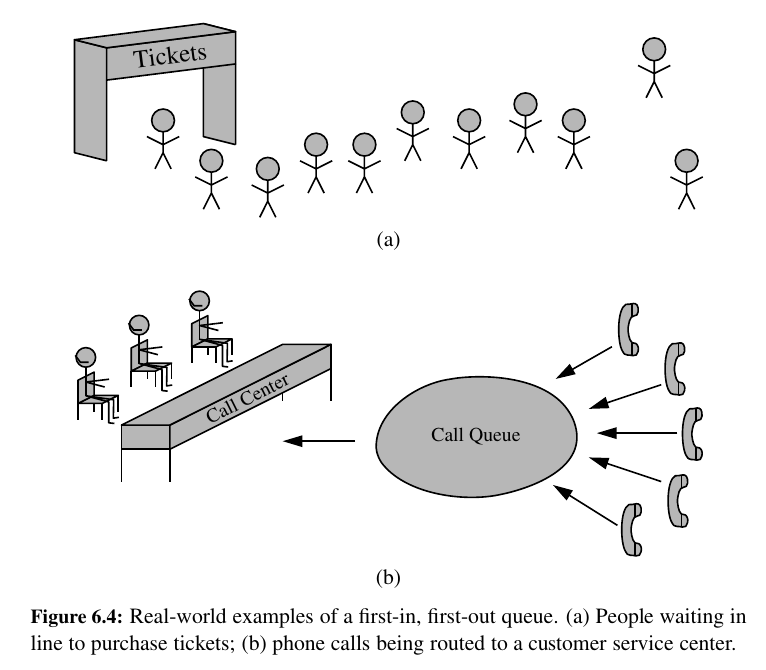 Tickets
(a)
Call Center
Call Queue
(b)
Figure 6.4: Real-world examples of a first-in, first-out queue. (a) People waiting in
line to purchase tickets; (b) phone calls being routed to a customer service center.